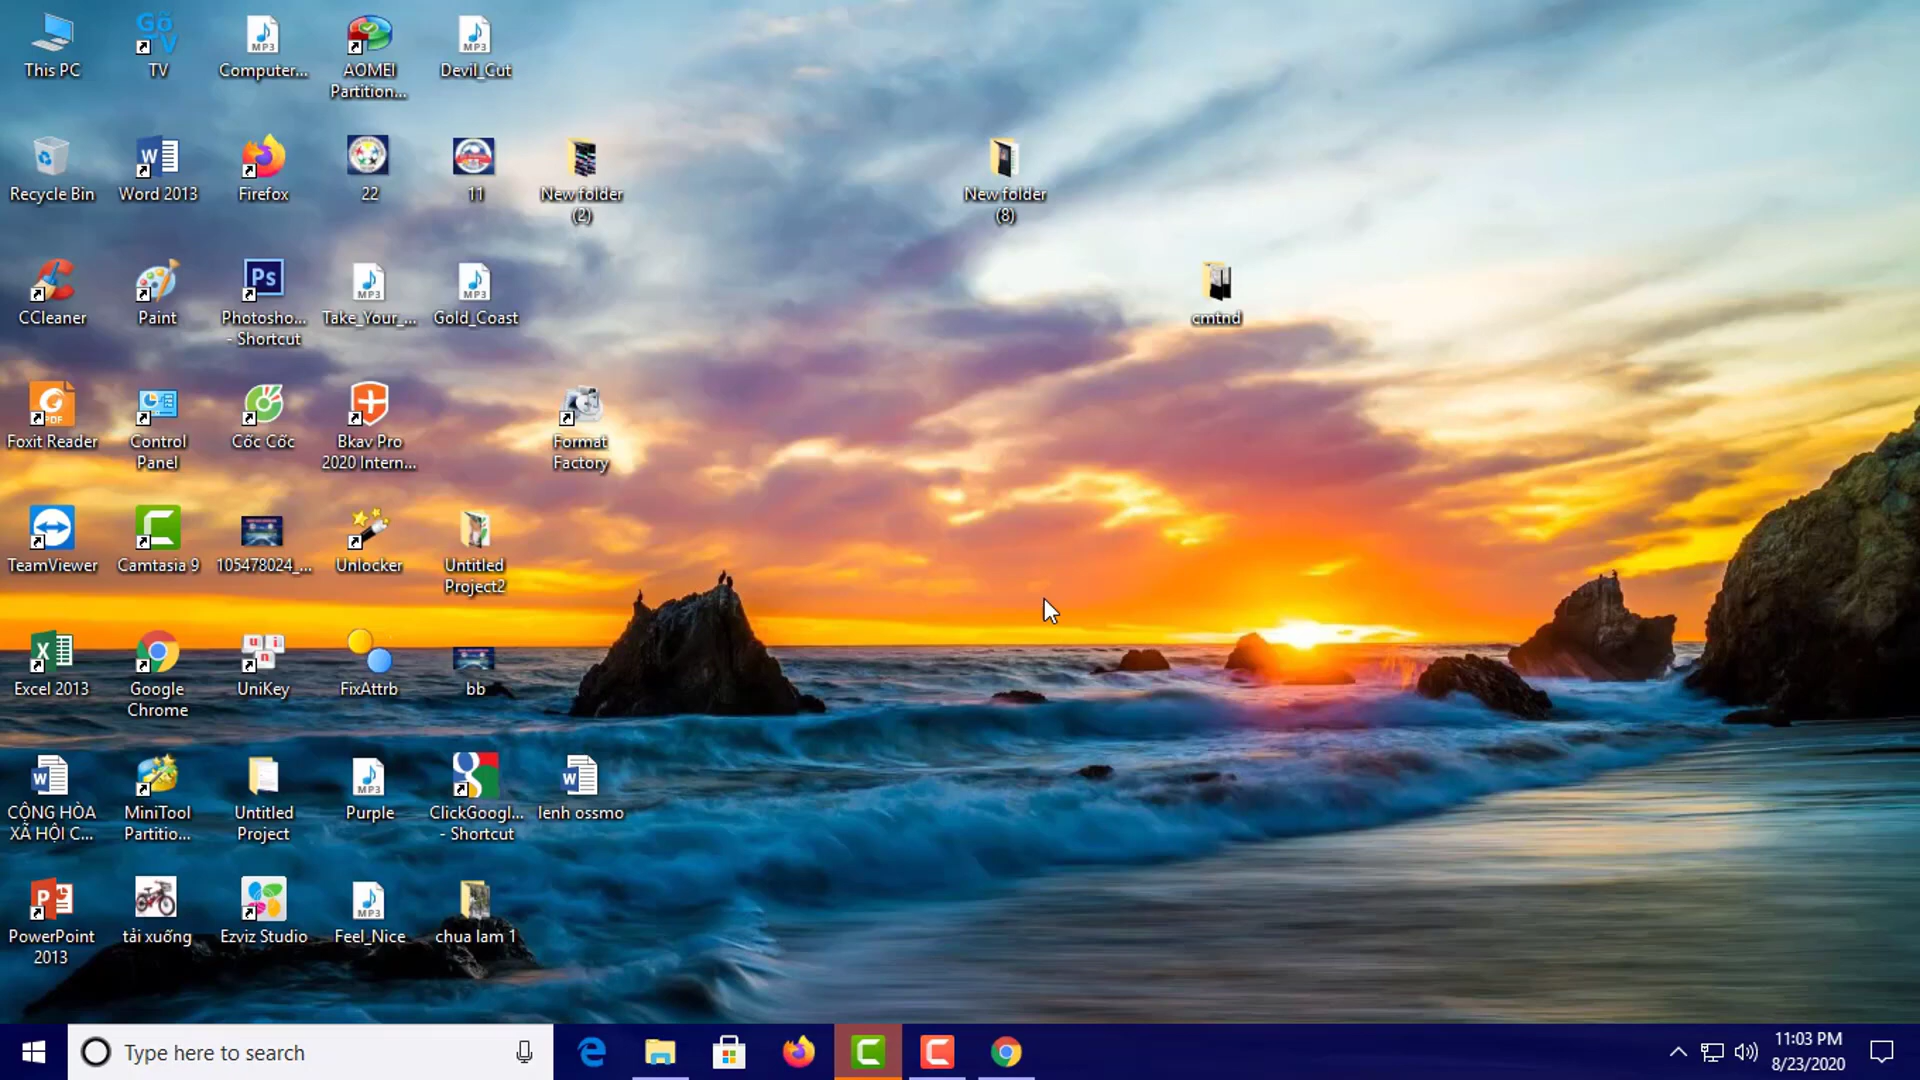 This PC
GõTV
TV
Computer...
AOMEI
Partition...
Devil_Cut
Recycle Bin
Word 2013
Firefox
22
11
New folder
(2)
New folder
(8)
CCleaner
Paint
Ps
Photosho...
- Shortcut
Take_Your_...
Gold_Coast
cmtnd
Foxit Reader
Control
Panel
Cốc Cốc
Bkav Pro
2020 Intern...
Format
Factory
TeamViewer
Camtasia 9
105478024_...
Unlocker
Untitled
Project2
Excel 2013
Google
Chrome
UniKey
FixAttrb
bb
CỘNG HÒA
XÃ HỘI C...
MiniTool
Partitio...
Untitled
Project
Purple
ClickGoogl...
- Shortcut
lenh ossmo
PowerPoint
2013
tải xuống
Ezviz Studio
Feel_Nice
chua lam 1
Type here to search
11:03 PM
8/23/2020